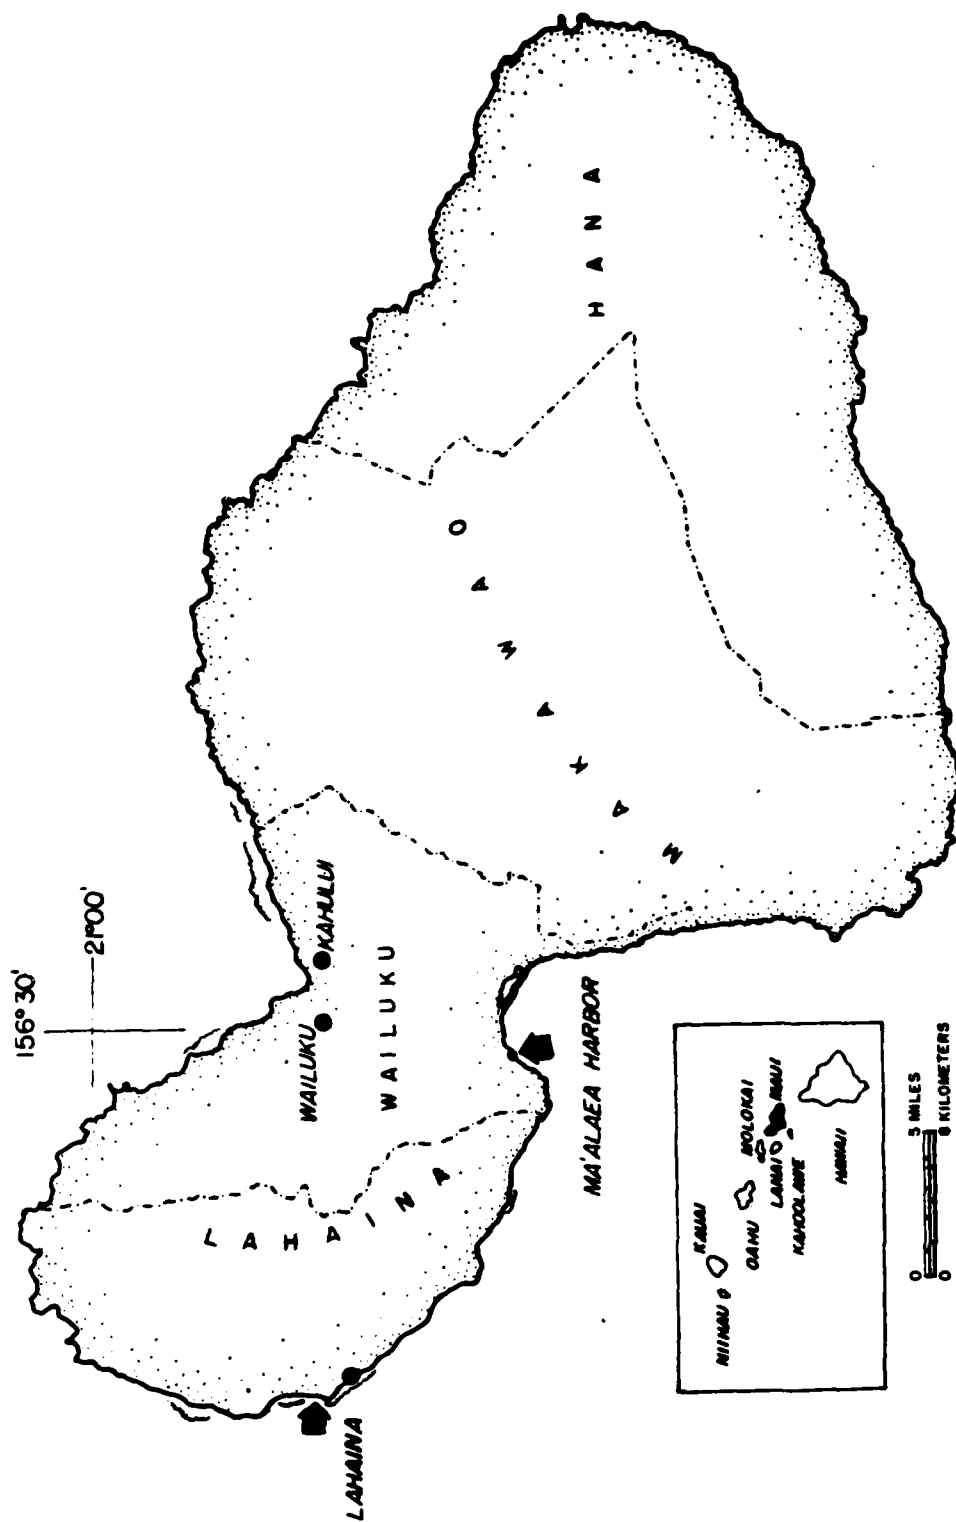 156° 30'
21°00'
HANA
MAKAWAO
KAHULUI
WAILUKU
WAILUKU
LAHAINA
LAHAINA
MA'ALAEA HARBOR
NIIHAU
KAUAI
OAHU
MOLOKAI
LANAI
MAUI
KAHOOLAWE
HAWAII
0 5 MILES
0 8 KILOMETERS